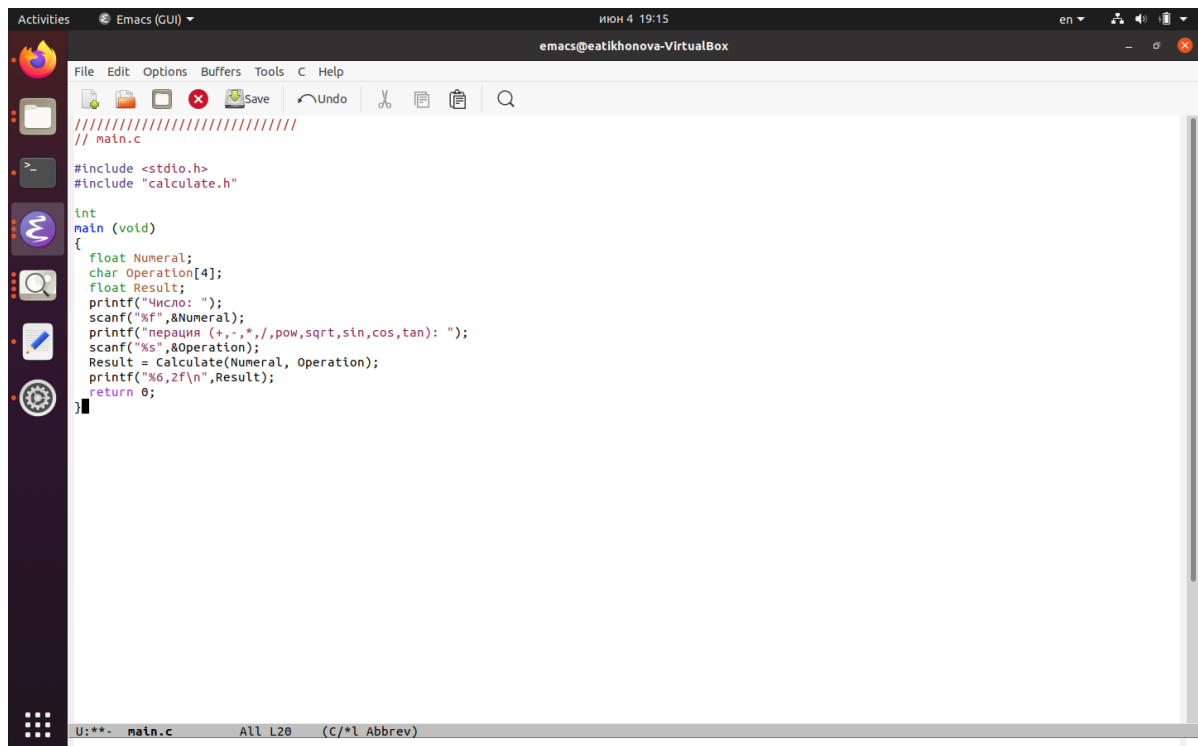 Activities Emacs (GUI) июн 4 19:15 en
emacs@eatikhonova-VirtualBox
File Edit Options Buffers Tools C Help
Save Undo
//////////////////////////////
// main.c
#include <stdio.h>
#include "calculate.h"
int
main (void)
{
  float Numeral;
  char Operation[4];
  float Result;
  printf("Число: ");
  scanf("%f",&Numeral);
  printf("перация (+,-,*,/,pow,sqrt,sin,cos,tan): ");
  scanf("%s",&Operation);
  Result = Calculate(Numeral, Operation);
  printf("%6,2f\n",Result);
  return 0;
}
U:**- main.c All L20 (C/*l Abbrev)